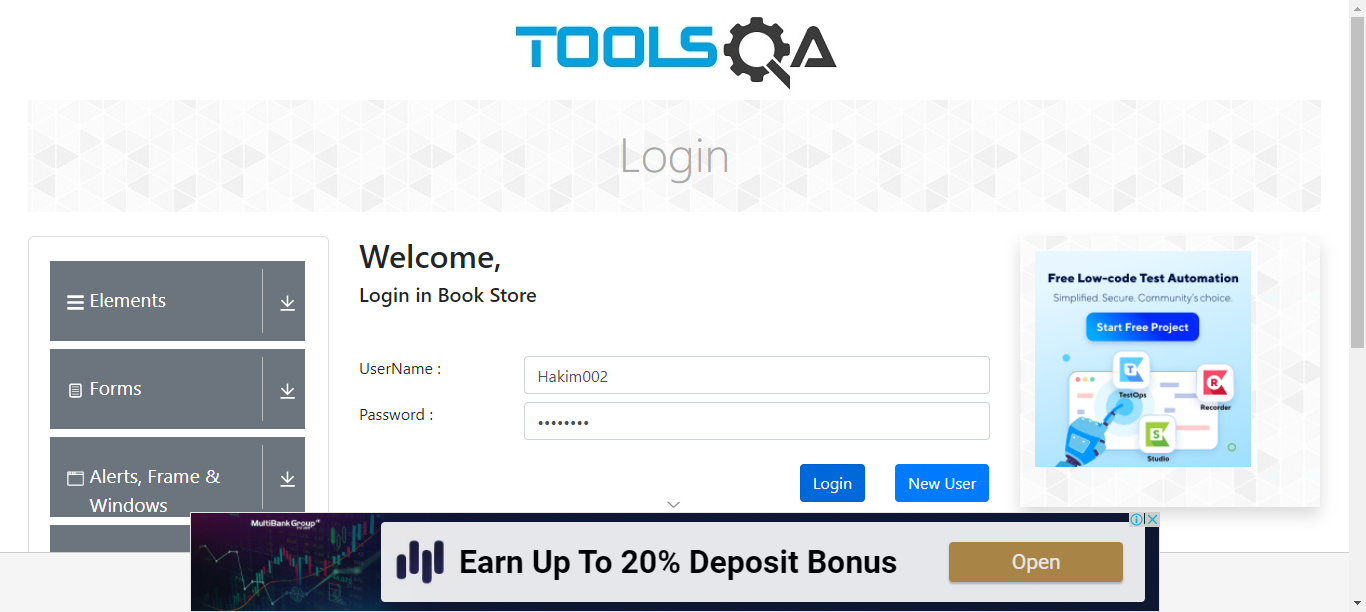 TOOLSQA
Login
Elements
Forms
Alerts, Frame &
Windows
Welcome,
Login in Book Store
UserName :
Hakim002
Password :
••••••••
Login
New User
Free Low-code Test Automation
Simplified. Secure. Community's choice.
Start Free Project
TestOps
Recorder
Studio
MultiBank Group
Earn Up To 20% Deposit Bonus
Open